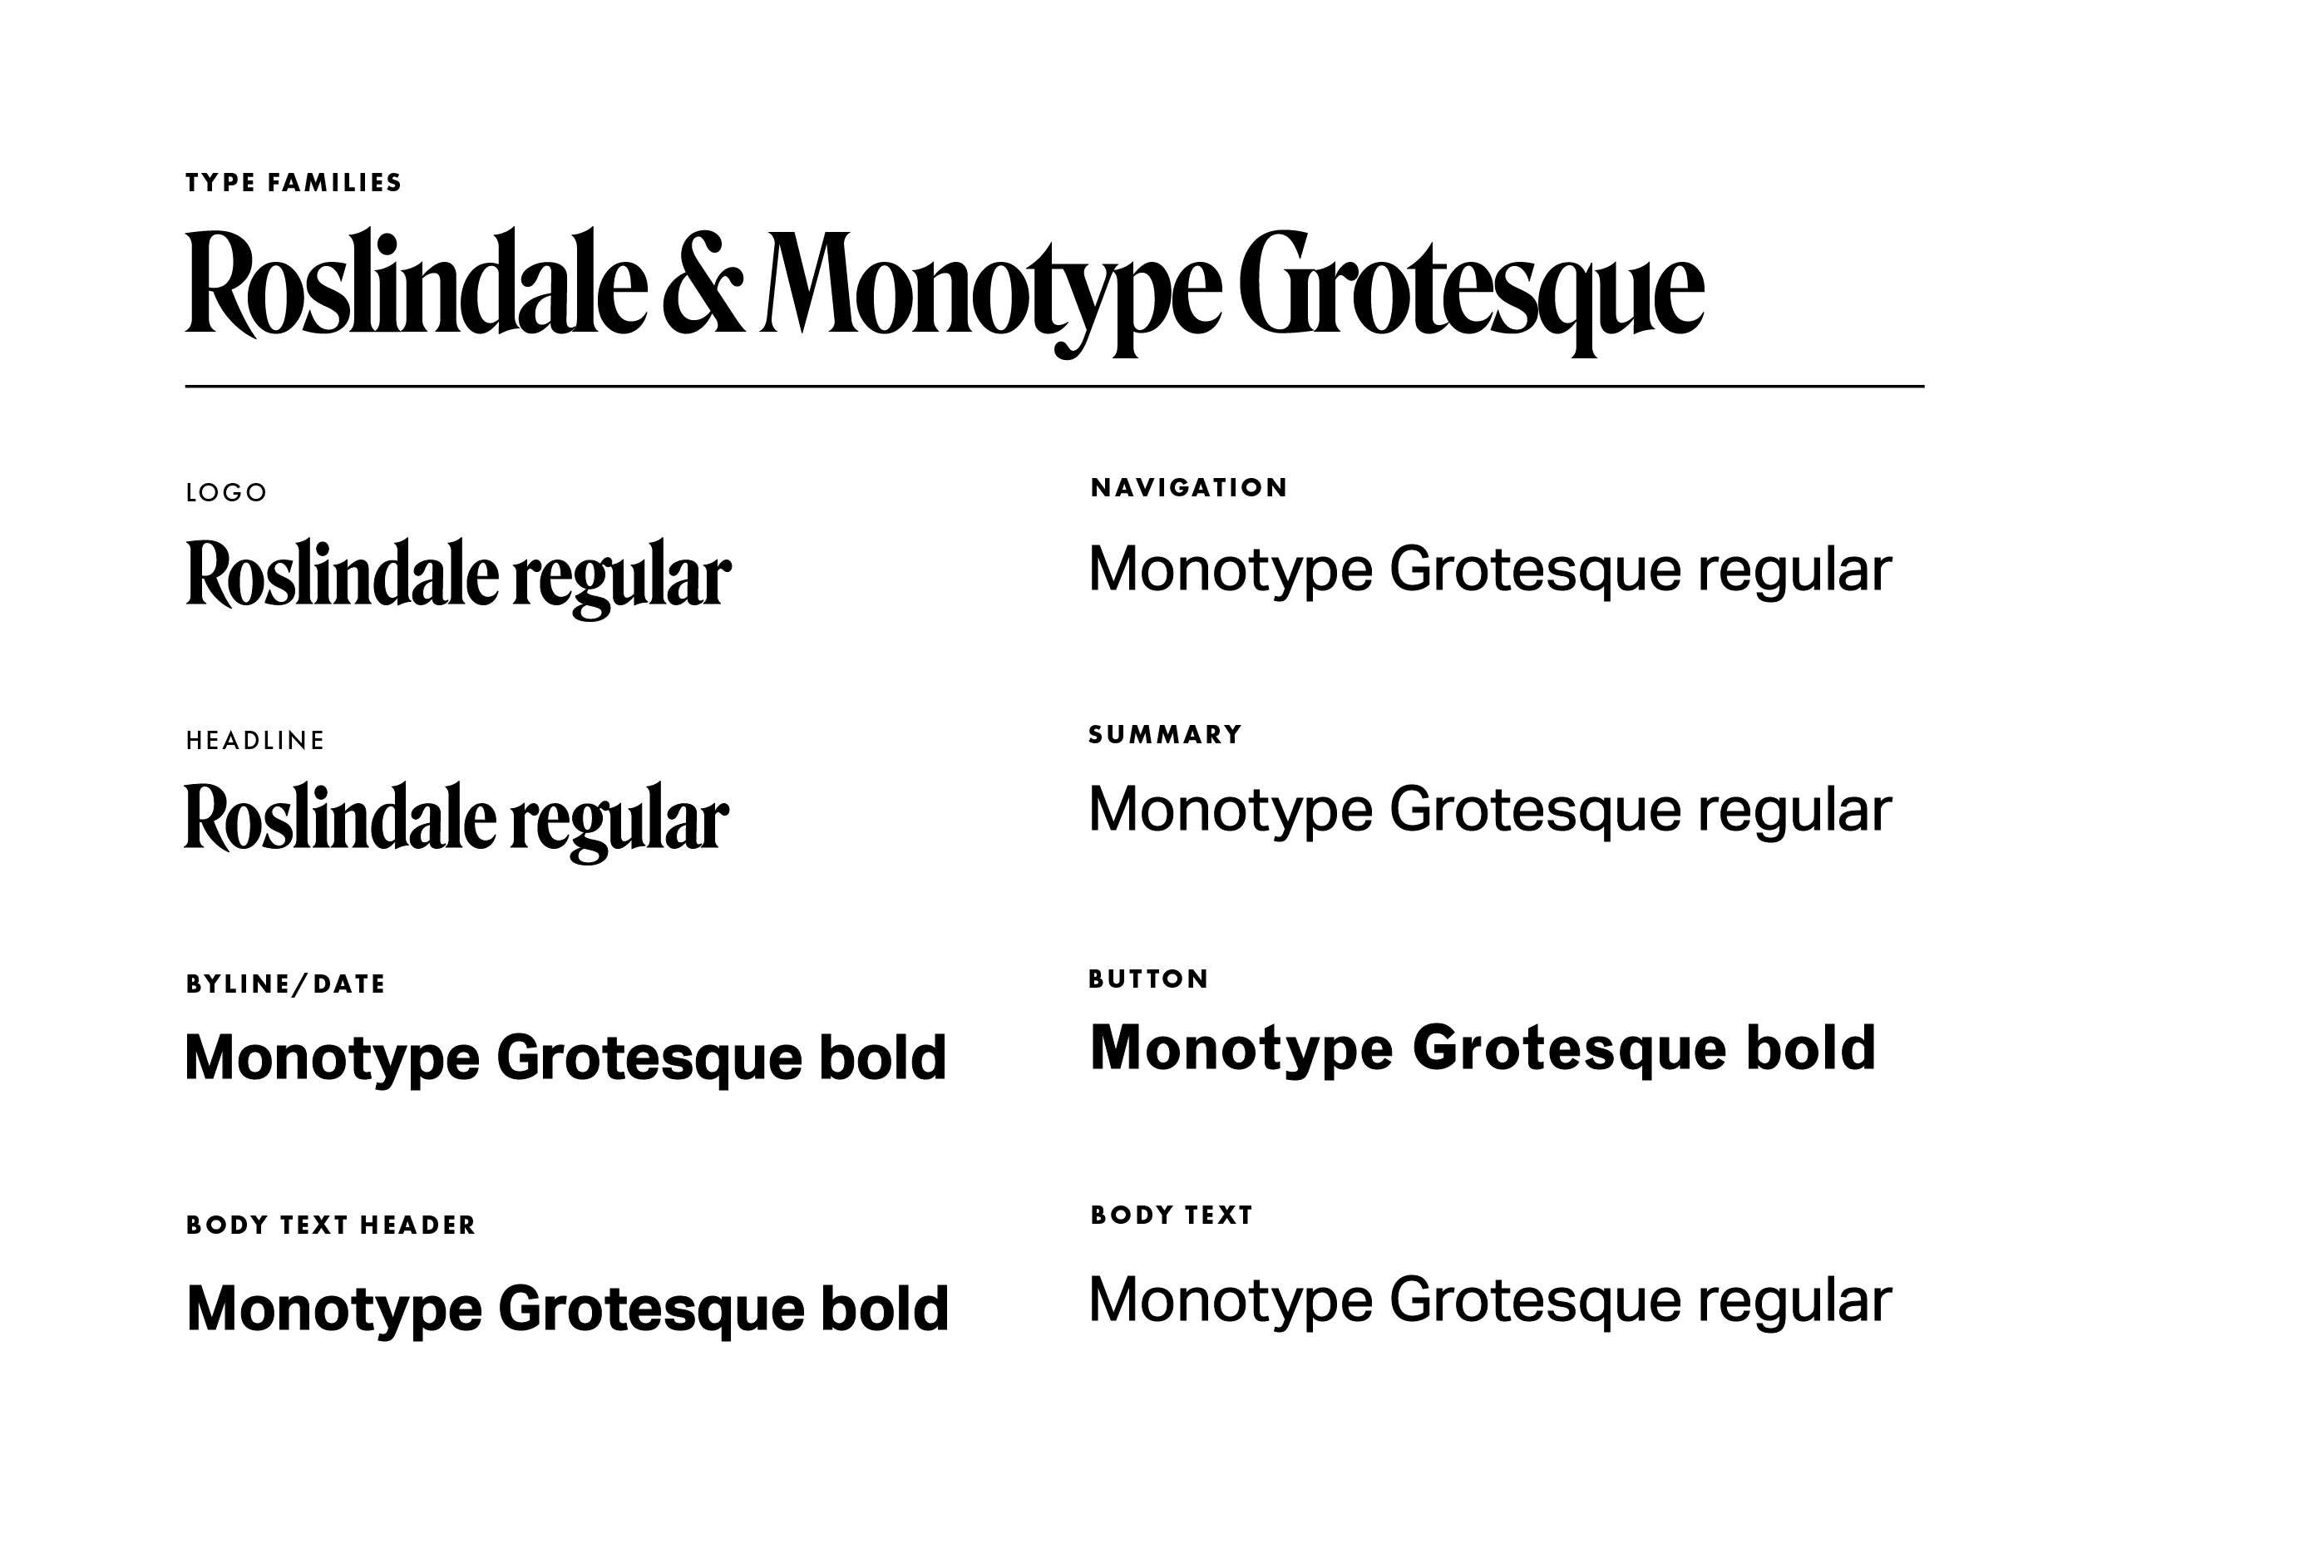 TYPE FAMILIES
Roslindale & Monotype Grotesque
LOGO
Roslindale regular
NAVIGATION
Monotype Grotesque regular
HEADLINE
Roslindale regular
SUMMARY
Monotype Grotesque regular
BYLINE/DATE
Monotype Grotesque bold
BUTTON
Monotype Grotesque bold
BODY TEXT HEADER
Monotype Grotesque bold
BODY TEXT
Monotype Grotesque regular